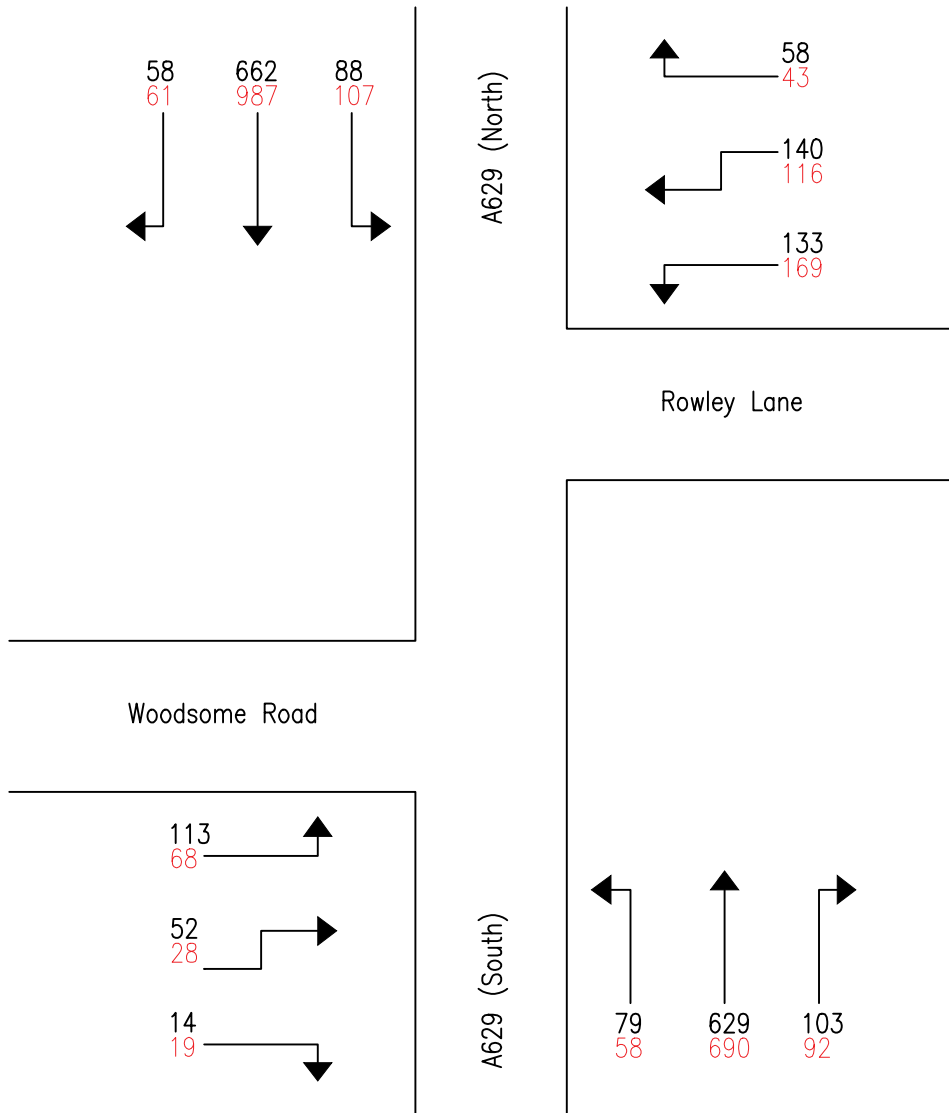 58 662 88
61 987 107
A629 (North)
58
43
140
116
133
169
Rowley Lane
Woodsome Road
113
68
52
28
14
19
A629 (South)
79 629 103
58 690 92